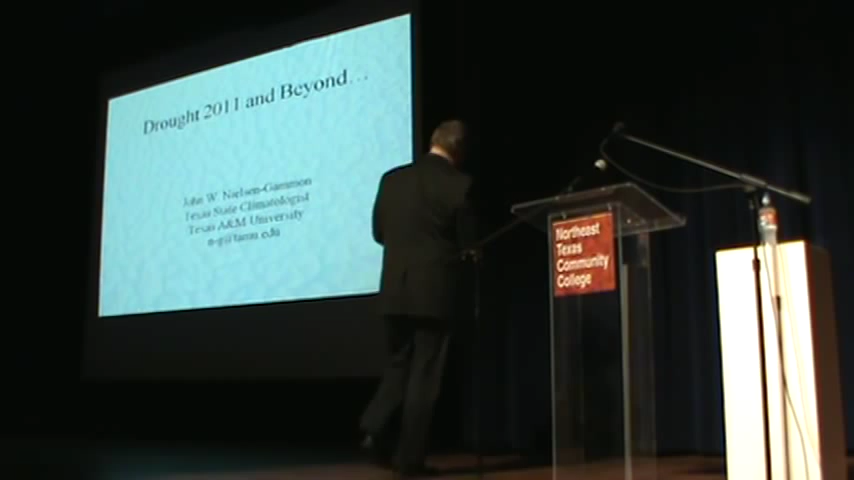 Drought 2011 and Beyond...
John W. Nielsen-Gammon
Texas State Climatologist
Texas A&M University
n-g@tamu.edu
Northeast
Texas
Community
College